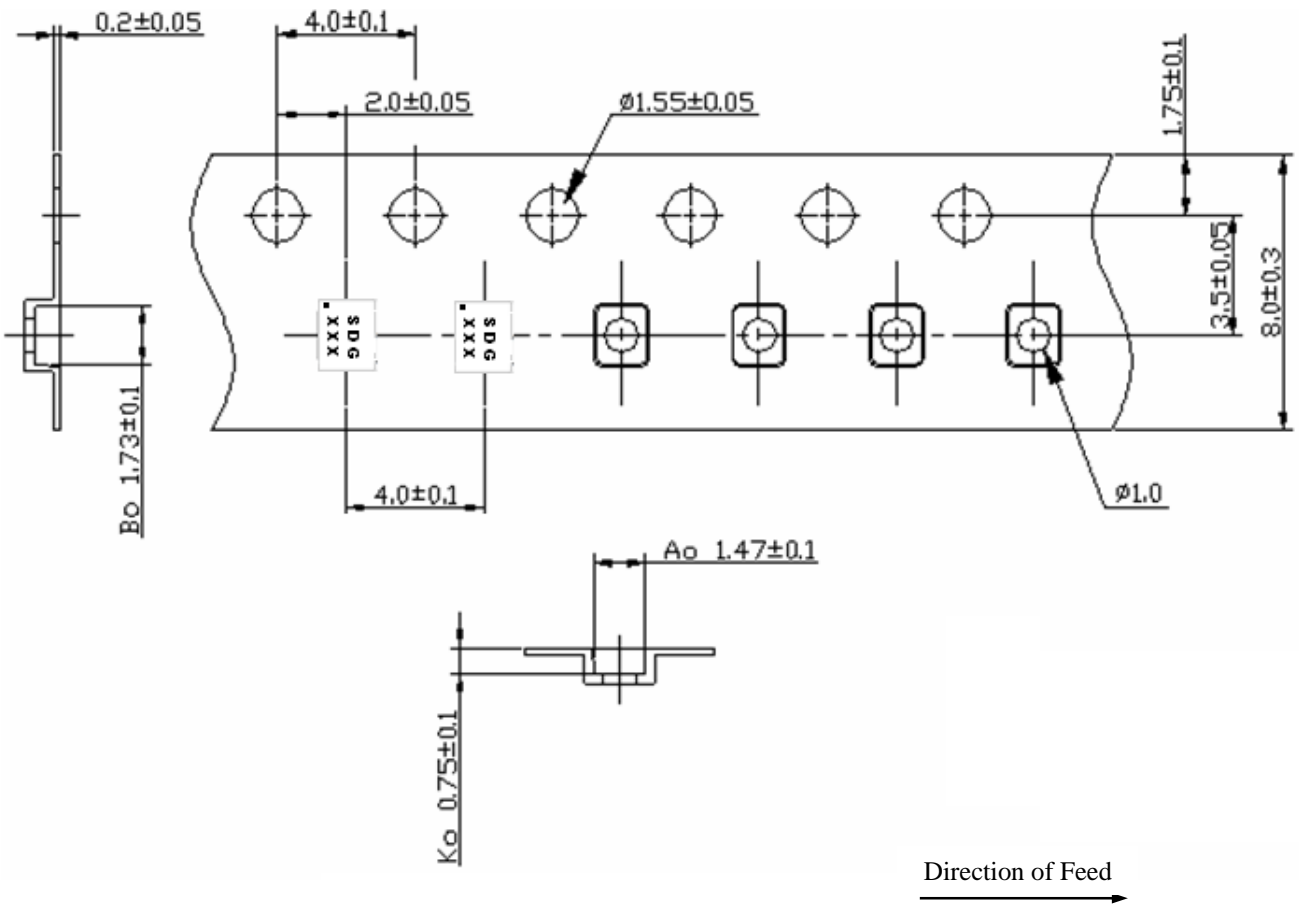 0.2±0.05
4.0±0.1
2.0±0.05
ø1.55±0.05
1.75±0.1
3.5±0.05
8.0±0.3
SDG
XXX
SDG
XXX
Bo 1.73±0.1
4.0±0.1
ø1.0
Ao 1.47±0.1
Ko 0.75±0.1
Direction of Feed